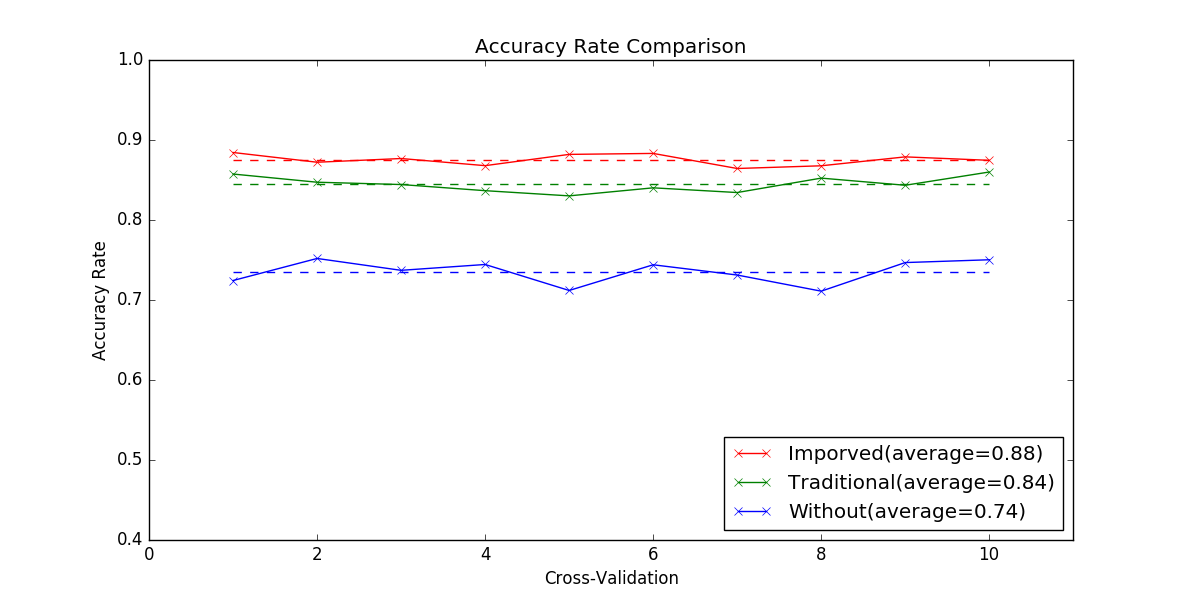 Accuracy Rate Comparison
1.0
0.9
0.8
0.7
0.6
0.5
0.4
Accuracy Rate
0 2 4 6 8 10
Cross-Validation
Imporved(average=0.88)
Traditional(average=0.84)
Without(average=0.74)